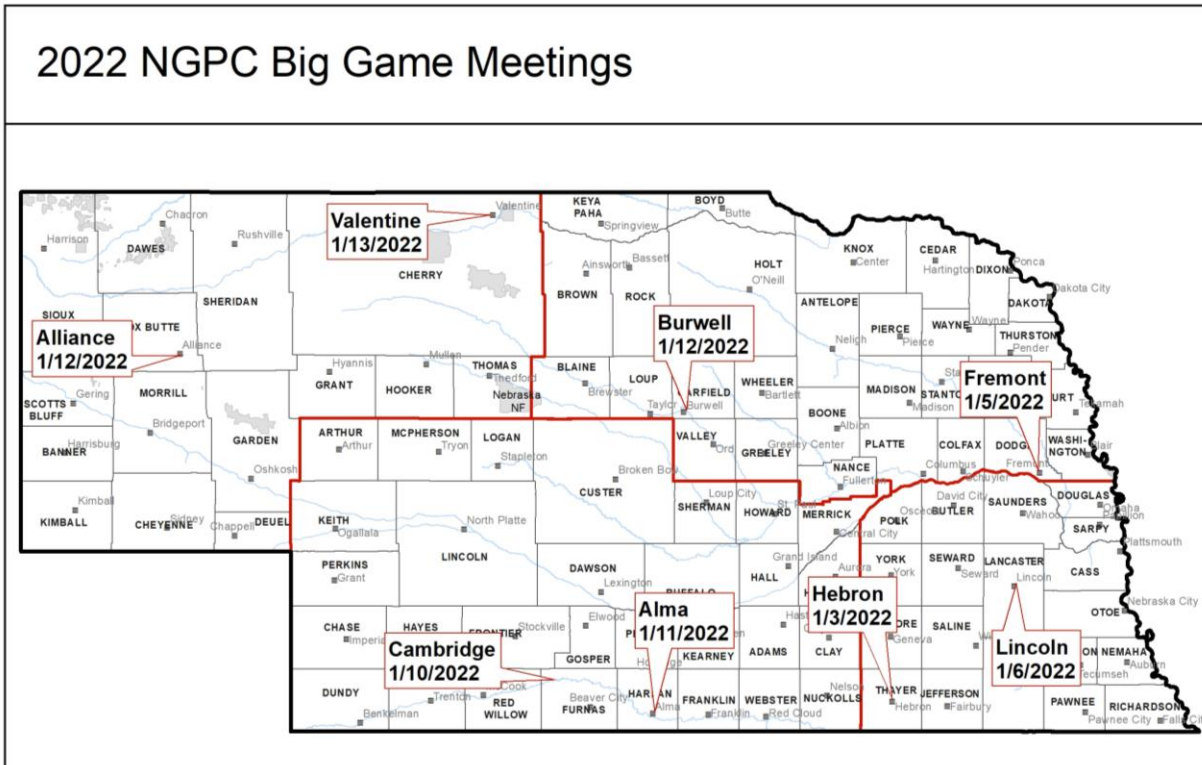 2022 NGPC Big Game Meetings
Valentine
1/13/2022
Alliance
1/12/2022
Burwell
1/12/2022
Fremont
1/5/2022
Cambridge
1/10/2022
Alma
1/11/2022
Hebron
1/3/2022
Lincoln
1/6/2022
Harrison
Chadron
DAWES
Rushville
Valentine
CHERRY
KEYA
PAHA
Springview
BOYD
Butte
KNOX
Center
CEDAR
Hartington
DIXON
Ponca
Dakota City
DAKOTA
SIOUX
SHERIDAN
Ainsworth
Bassett
HOLT
O'Neill
BROWN
ROCK
ANTELOPE
Neligh
PIERCE
Pierce
WAYNE
Wayne
THURSTON
Pender
BUTTE
Alliance
Hyannis
GRANT
Mullen
HOOKER
THOMAS
Thedford
Nebraska
NF
BLAINE
Brewster
LOUP
Taylor
Burwell
WHEELER
Bartlett
MADISON
Madison
SCOTTS
BLUFF
Gering
MORRILL
Bridgeport
GARDEN
Oshkosh
BANNER
Harrisburg
ARTHUR
Arthur
MCPHERSON
Tryon
LOGAN
Stapleton
Broken Bow
CUSTER
VALLEY
Ord
GREELEY
Greeley Center
BOONE
Albion
NANCE
Fullerton
PLATTE
Columbus
COLFAX
Schuyler
Fremont
WASHI-
NGTON
Blair
KIMBALL
Kimball
CHEYENNE
Sidney
Chappell
DEUEL
KEITH
Ogallala
North Platte
LINCOLN
SHERMAN
Loup City
HOWARD
St. Paul
MERRICK
Central City
POLK
Osceola
David City
BUTLER
SAUNDERS
Wahoo
DOUGLAS
Omaha
SARPY
Plattsmouth
PERKINS
Grant
DAWSON
Lexington
HALL
Grand Island
Aurora
YORK
York
SEWARD
Seward
LANCASTER
Lincoln
CASS
CHASE
HAYES
Stockville
Elwood
GOSPER
KEARNEY
ADAMS
CLAY
Geneva
SALINE
OTOE
Nebraska City
NEMAHA
Auburn
Tecumseh
DUNDY
Benkelman
Trenton
RED
WILLOW
Beaver City
FURNAS
Alma
FRANKLIN
Franklin
WEBSTER
Red Cloud
NUCKOLLS
Nelson
THAYER
Hebron
JEFFERSON
Fairbury
PAWNEE
Pawnee City
RICHARDSON